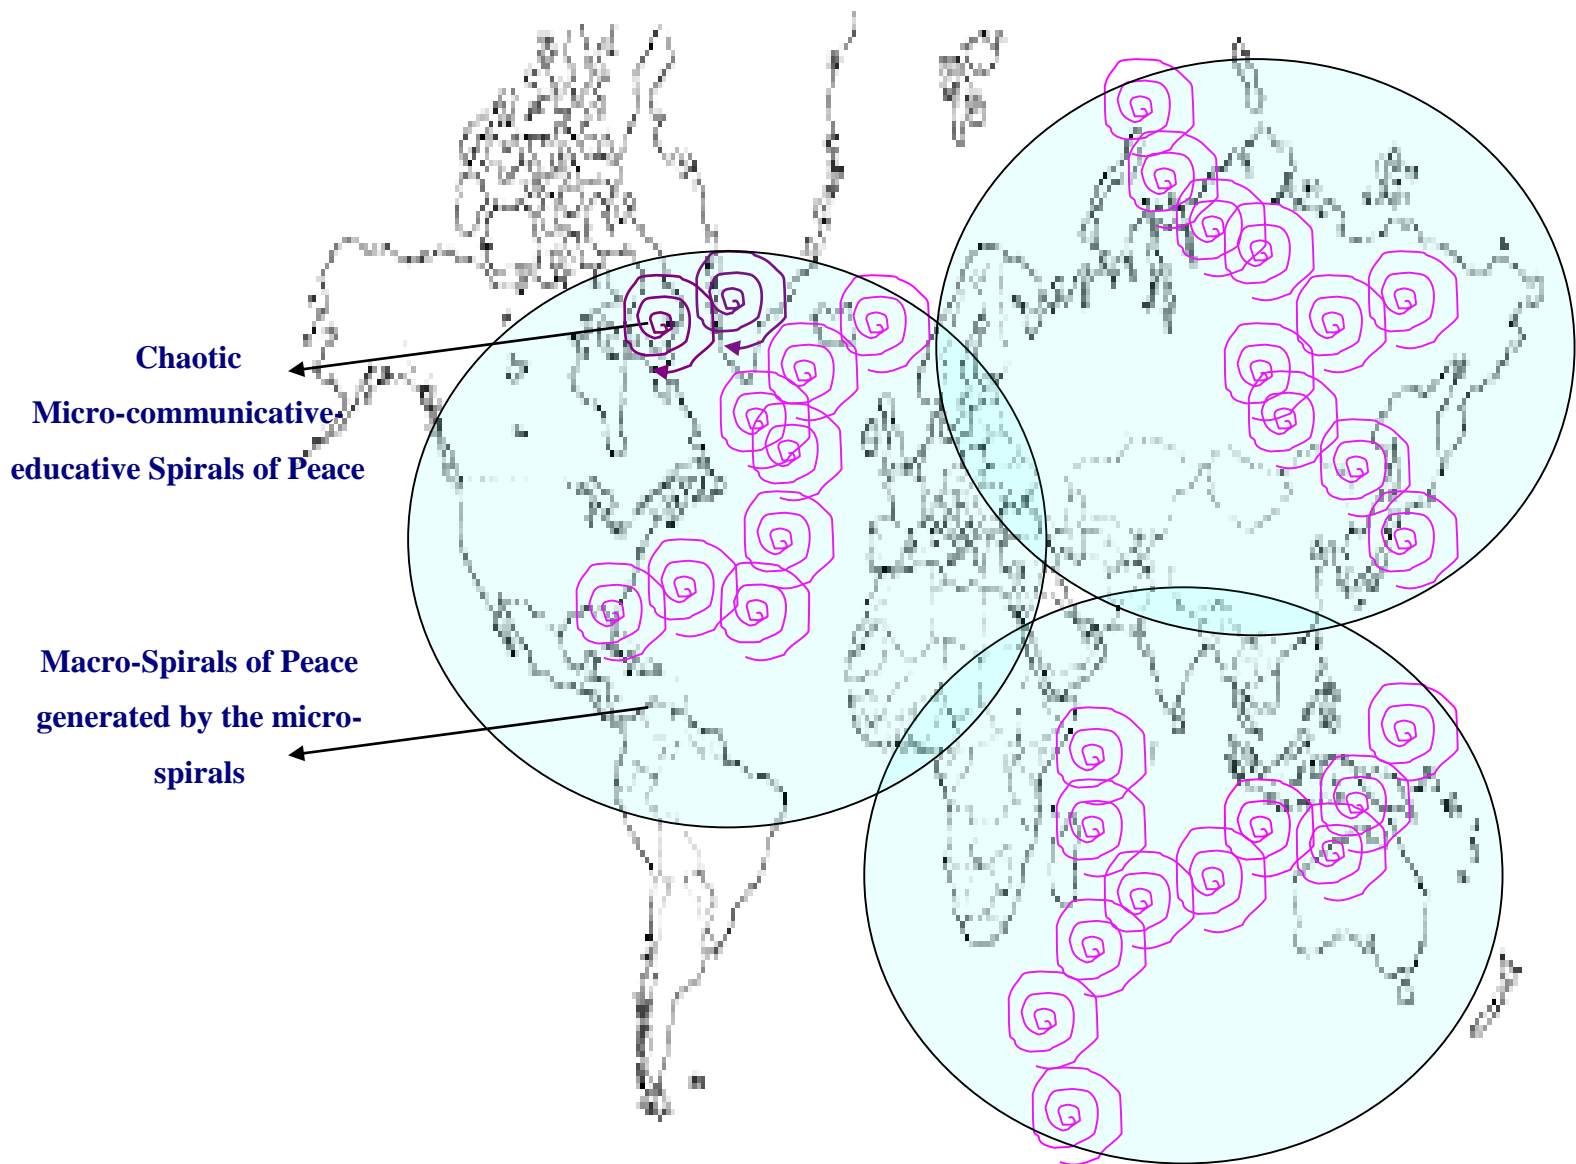 Chaotic
Micro-communicative-
educative Spirals of Peace
Macro-Spirals of Peace
generated by the micro-
spirals